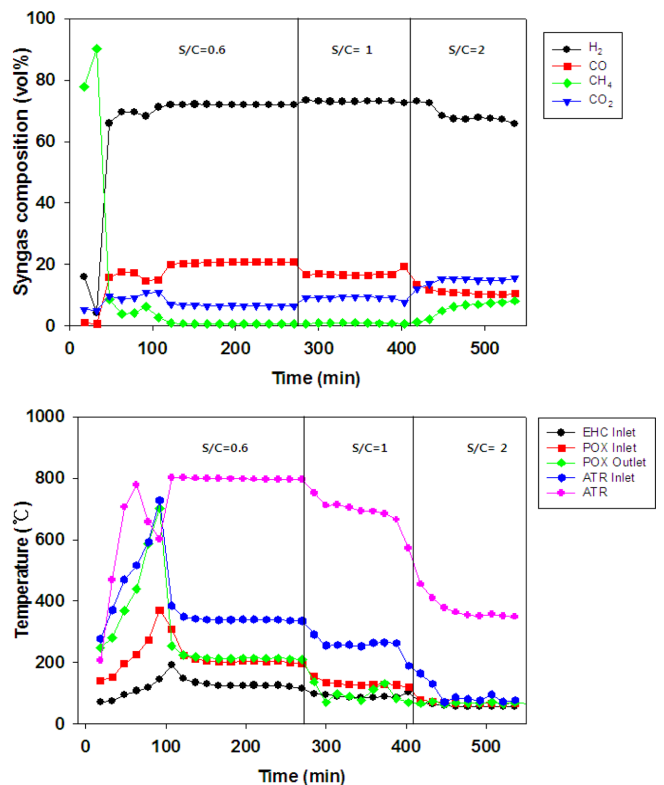 S/C=0.6 S/C= 1 S/C=2
100
80
60
40
20
0
Syngas composition (vol%)
0 100 200 300 400 500
Time (min)
H2
CO
CH4
CO2
S/C=0.6 S/C=1 S/C= 2
1000
800
600
400
200
0
Temperature (℃)
0 100 200 300 400 500
Time (min)
EHC Inlet
POX Inlet
POX Outlet
ATR Inlet
ATR